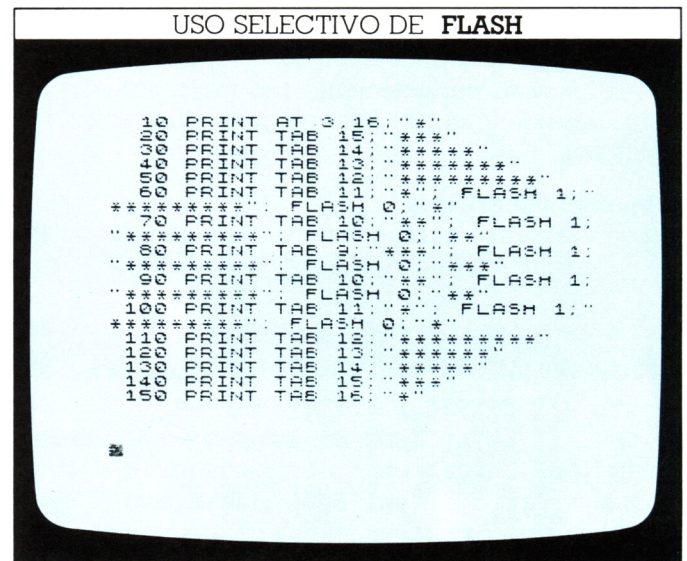 USO SELECTIVO DE FLASH
10 PRINT AT 3,16;"*"
20 PRINT TAB 15;"***"
30 PRINT TAB 14;"*****"
40 PRINT TAB 13;"*******"
50 PRINT TAB 12;"*********"
60 PRINT TAB 11;"*"; FLASH 1;"
*********"; FLASH 0;"*"
70 PRINT TAB 10;"**"; FLASH 1;
"*********"; FLASH 0;"**"
80 PRINT TAB 9;"***"; FLASH 1;
"*********"; FLASH 0;"***"
90 PRINT TAB 10;"**"; FLASH 1;
"*********"; FLASH 0;"**"
100 PRINT TAB 11;"*"; FLASH 1;"
*********"; FLASH 0;"*"
110 PRINT TAB 12;"*********"
120 PRINT TAB 13;"*******"
130 PRINT TAB 14;"*****"
140 PRINT TAB 15;"***"
150 PRINT TAB 16;"*"